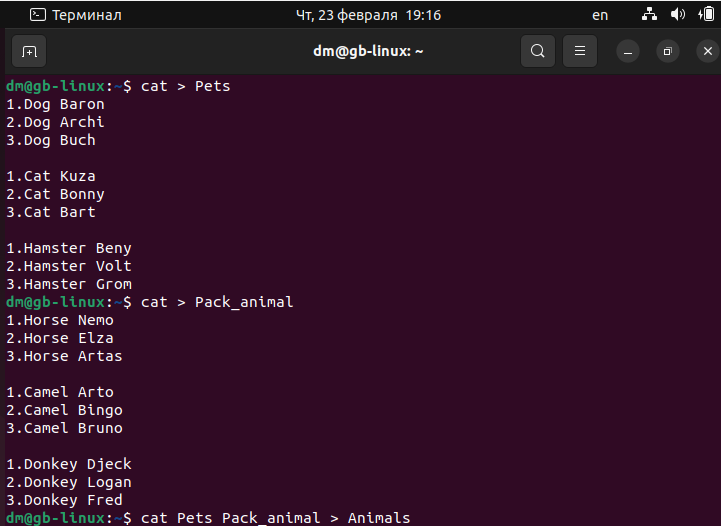 Терминал
Чт, 23 февраля 19:16
en
dm@gb-linux: ~
dm@gb-linux:~$ cat > Pets
1.Dog Baron
2.Dog Archi
3.Dog Buch
1.Cat Kuza
2.Cat Bonny
3.Cat Bart
1.Hamster Beny
2.Hamster Volt
3.Hamster Grom
dm@gb-linux:~$ cat > Pack_animal
1.Horse Nemo
2.Horse Elza
3.Horse Artas
1.Camel Arto
2.Camel Bingo
3.Camel Bruno
1.Donkey Djeck
2.Donkey Logan
3.Donkey Fred
dm@gb-linux:~$ cat Pets Pack_animal > Animals